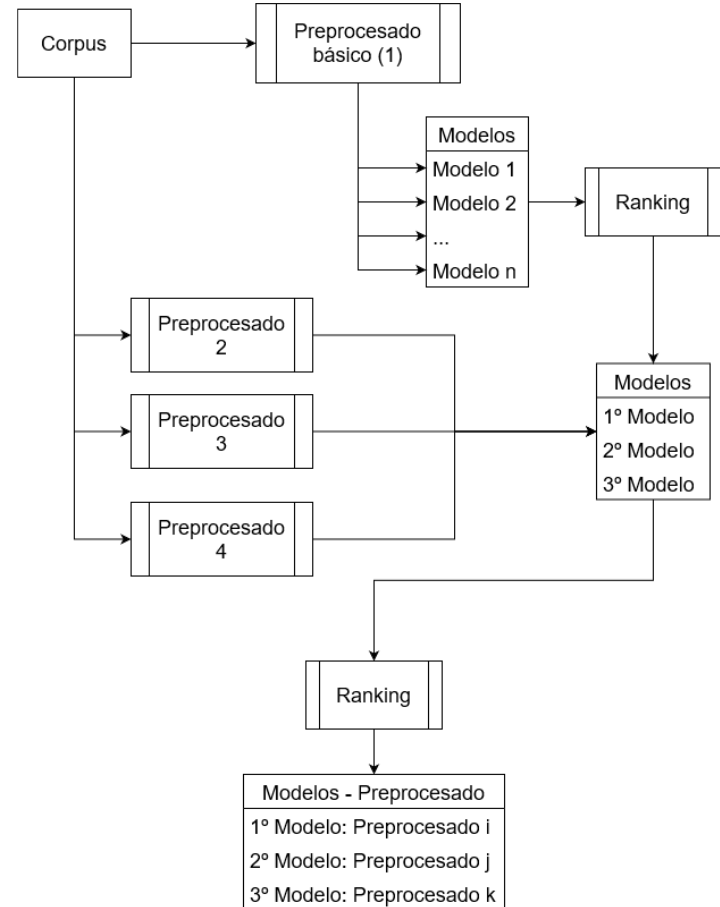 Corpus
Preprocesado
básico (1)
Modelos
Modelo 1
Modelo 2
...
Modelo n
Ranking
Preprocesado
2
Preprocesado
3
Preprocesado
4
Modelos
1º Modelo
2º Modelo
3º Modelo
Ranking
Modelos - Preprocesado
1º Modelo: Preprocesado i
2º Modelo: Preprocesado j
3º Modelo: Preprocesado k